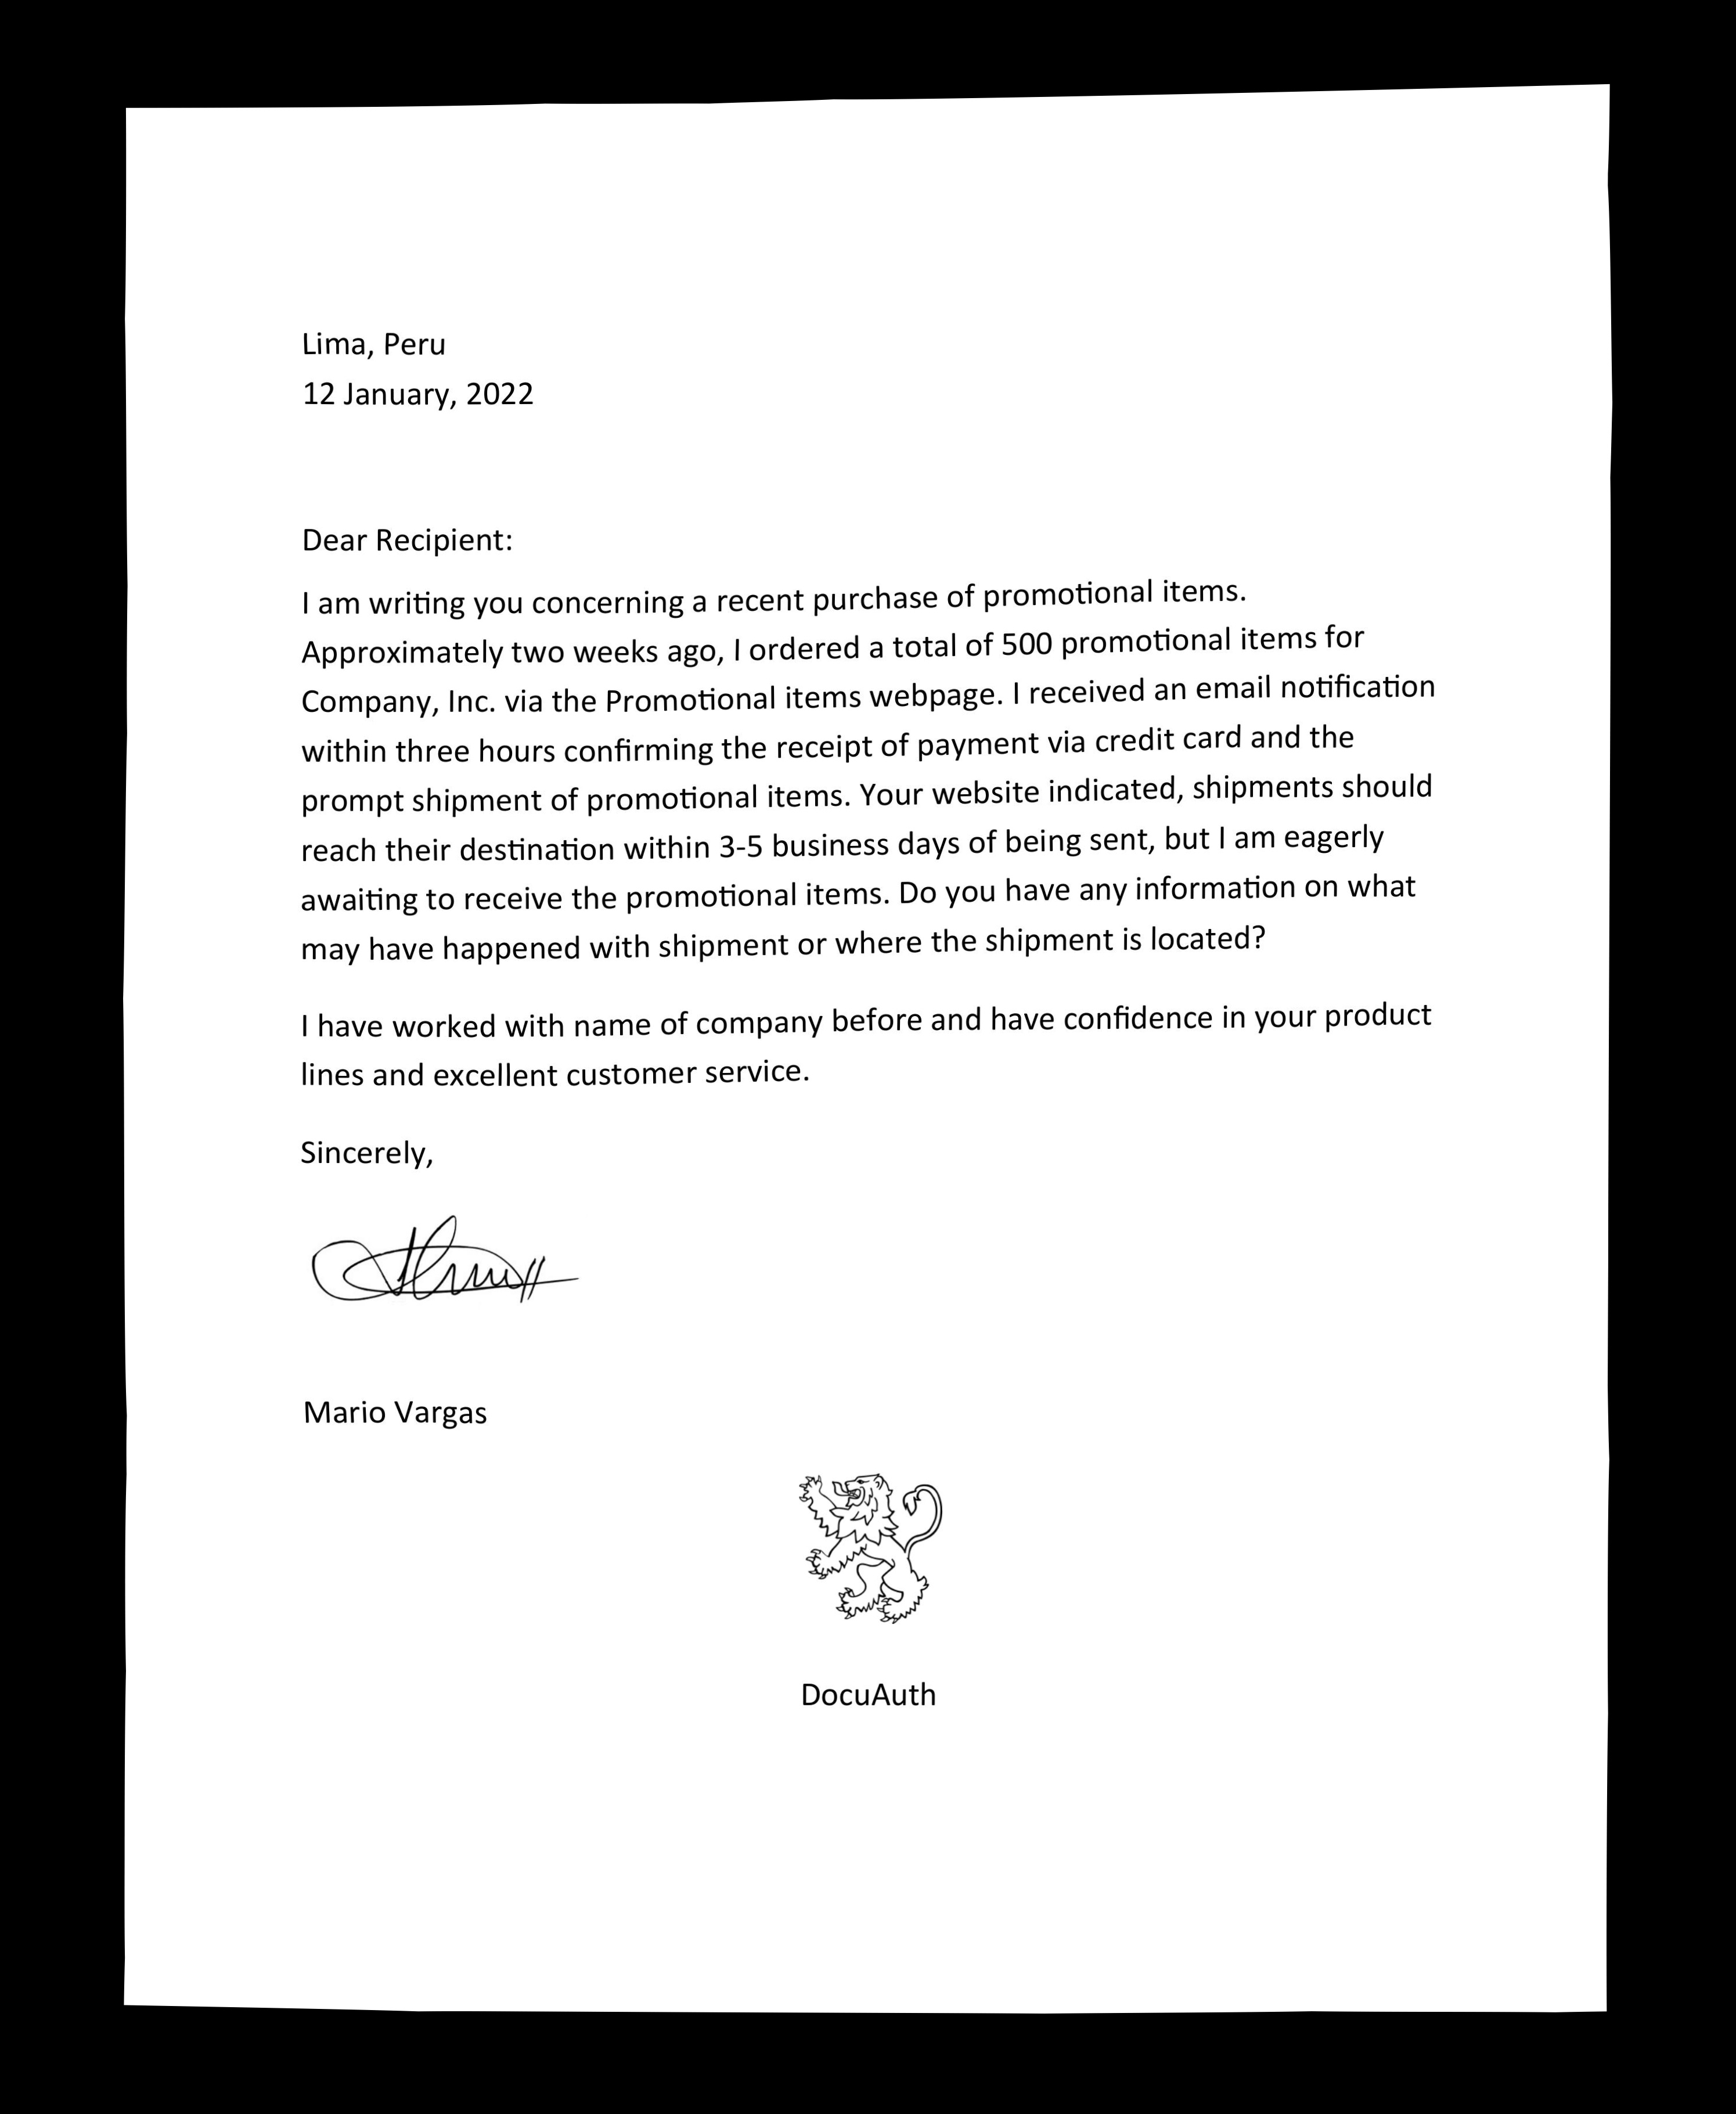 Lima, Peru
12 January, 2022
Dear Recipient:
I am writing you concerning a recent purchase of promotional items.
Approximately two weeks ago, I ordered a total of 500 promotional items for
Company, Inc. via the Promotional items webpage. I received an email notification
within three hours confirming the receipt of payment via credit card and the
prompt shipment of promotional items. Your website indicated, shipments should
reach their destination within 3-5 business days of being sent, but I am eagerly
awaiting to receive the promotional items. Do you have any information on what
may have happened with shipment or where the shipment is located?
I have worked with name of company before and have confidence in your product
lines and excellent customer service.
Sincerely,
Mario Vargas
DocuAuth